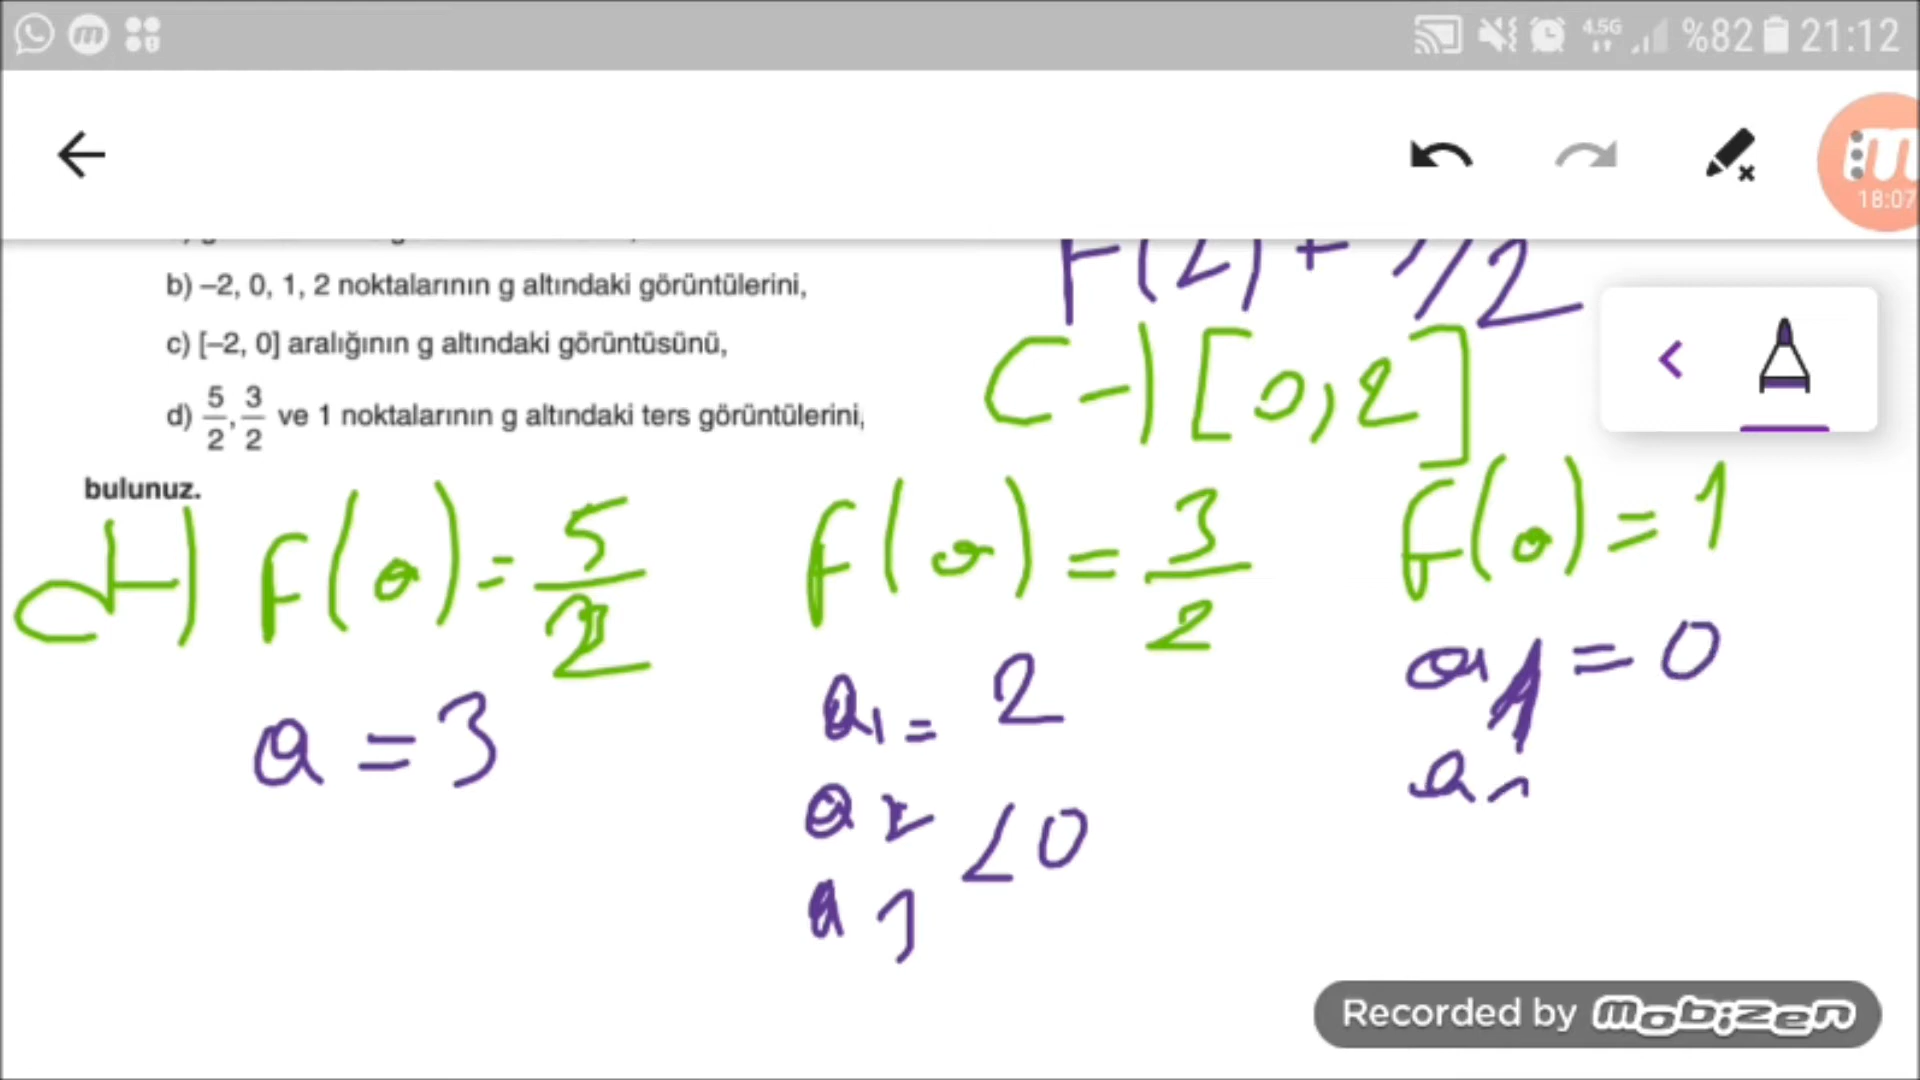 4.5G %82 21:12
18:07
b) –2, 0, 1, 2 noktalarının g altındaki görüntülerini,
F(2) +
c) [–2, 0] aralığının g altındaki görüntüsünü,
C-) [0,2]
d) 5/2, 3/2 ve 1 noktalarının g altındaki ters görüntülerini,
bulunuz.
d-) F(a) = 5/2 F(a) = 3/2 F(a) = 1
a = 3 a1 = 2 a1 = 0
a2 < 0
a
Recorded by mobizen